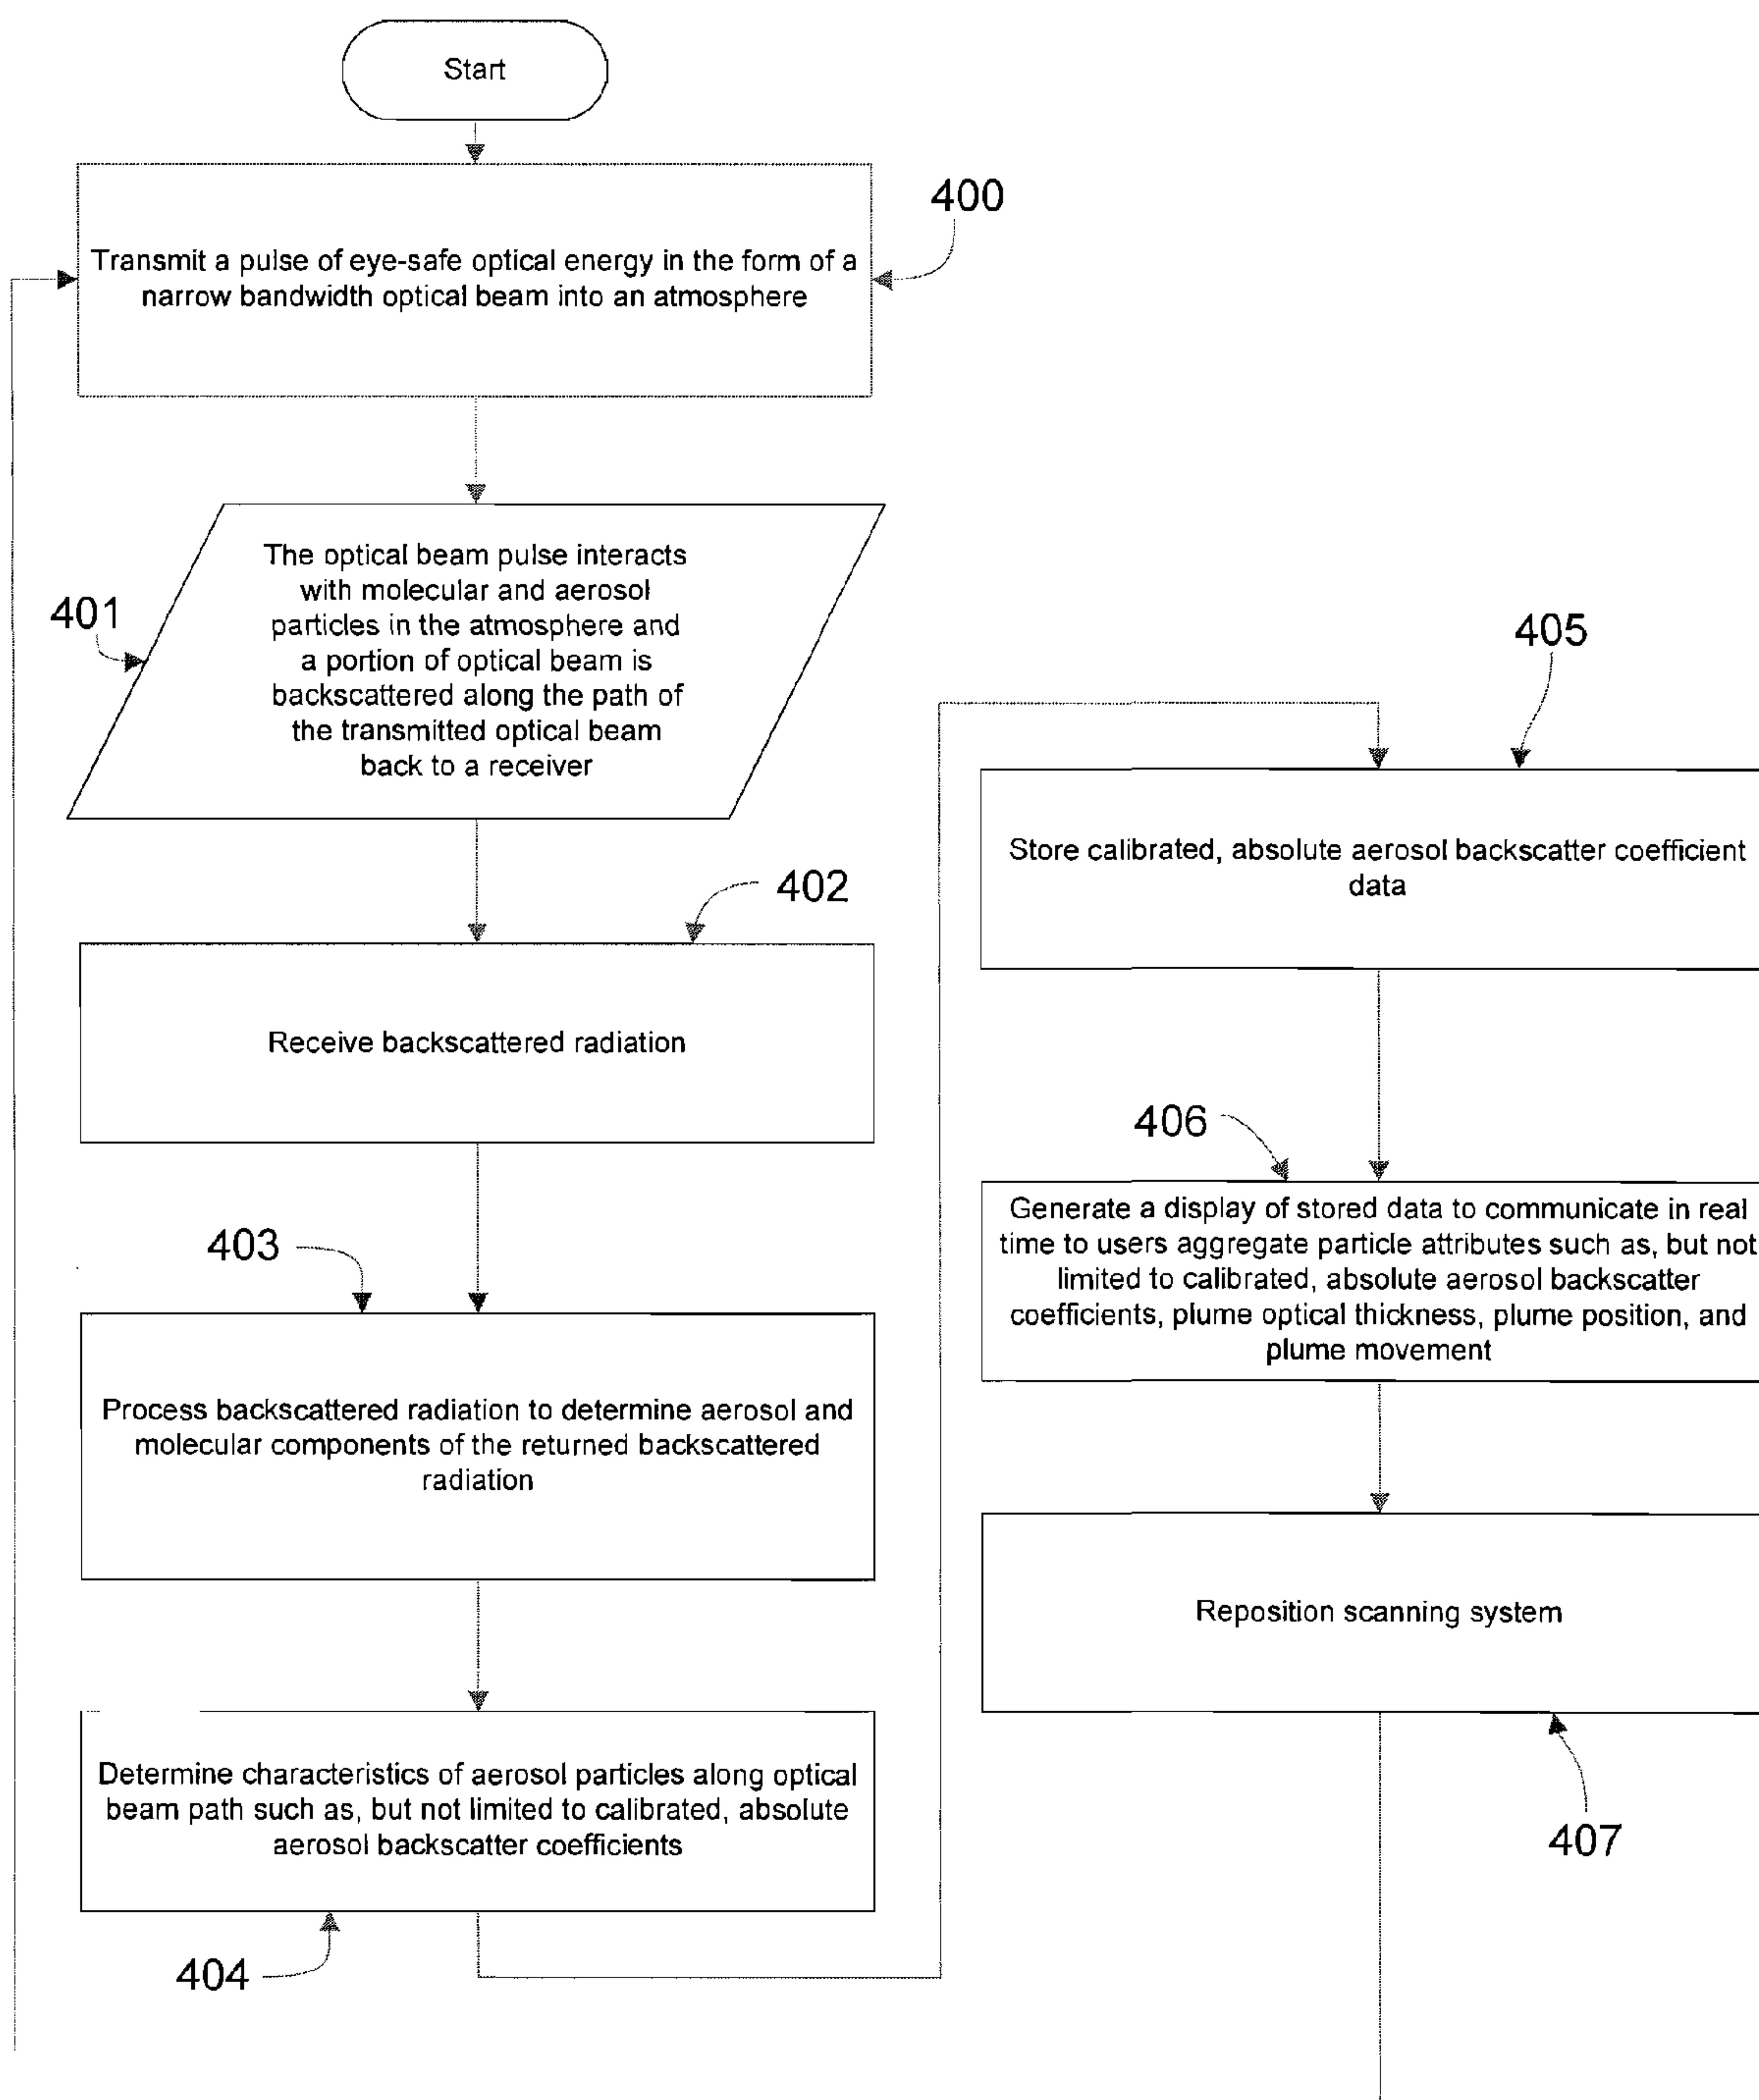 Start
400
Transmit a pulse of eye-safe optical energy in the form of a
narrow bandwidth optical beam into an atmosphere
401
The optical beam pulse interacts
with molecular and aerosol
particles in the atmosphere and
a portion of optical beam is
backscattered along the path of
the transmitted optical beam
back to a receiver
402
Receive backscattered radiation
403
Process backscattered radiation to determine aerosol and
molecular components of the returned backscattered
radiation
Determine characteristics of aerosol particles along optical
beam path such as, but not limited to calibrated, absolute
aerosol backscatter coefficients
404
405
Store calibrated, absolute aerosol backscatter coefficient
data
406
Generate a display of stored data to communicate in real
time to users aggregate particle attributes such as, but not
limited to calibrated, absolute aerosol backscatter
coefficients, plume optical thickness, plume position, and
plume movement
Reposition scanning system
407